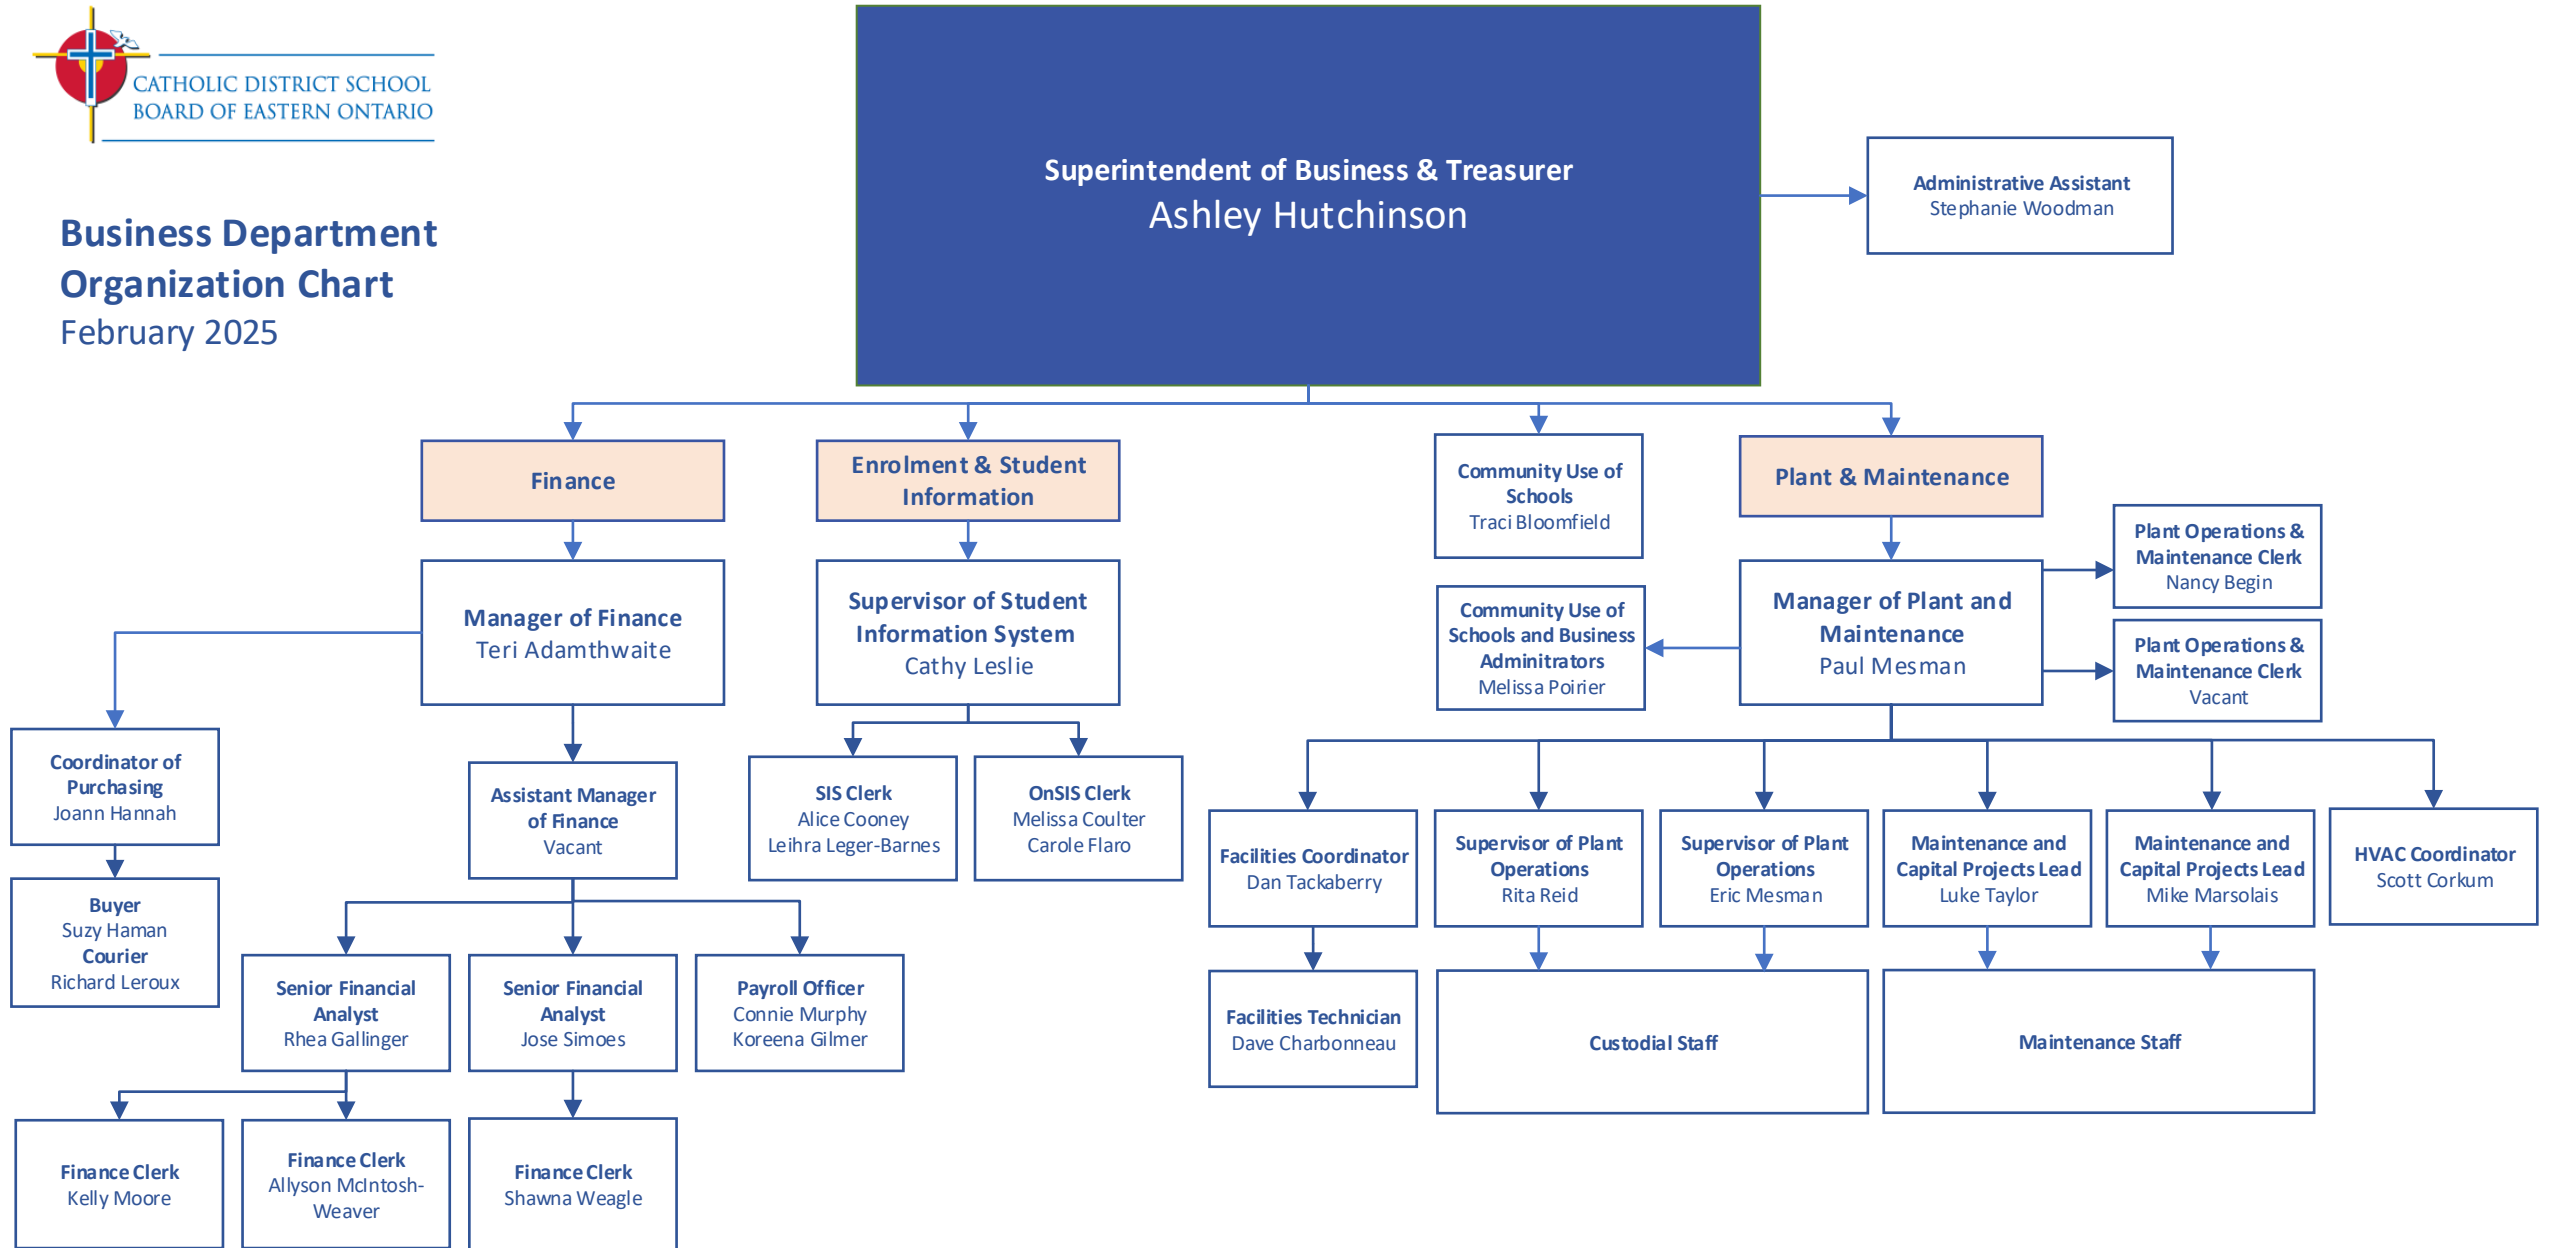 CATHOLIC DISTRICT SCHOOL
BOARD OF EASTERN ONTARIO
Business Department
Organization Chart
February 2025
Superintendent of Business & Treasurer
Ashley Hutchinson
Administrative Assistant
Stephanie Woodman
Finance
Enrolment & Student
Information
Community Use of
Schools
Traci Bloomfield
Plant & Maintenance
Manager of Finance
Teri Adamthwaite
Supervisor of Student
Information System
Cathy Leslie
Community Use of
Schools and Business
Adminitrators
Melissa Poirier
Manager of Plant and
Maintenance
Paul Mesman
Plant Operations &
Maintenance Clerk
Nancy Begin
Plant Operations &
Maintenance Clerk
Vacant
Coordinator of
Purchasing
Joann Hannah
Buyer
Suzy Haman
Courier
Richard Leroux
Assistant Manager
of Finance
Vacant
SIS Clerk
Alice Cooney
Leihra Leger-Barnes
OnSIS Clerk
Melissa Coulter
Carole Flaro
Facilities Coordinator
Dan Tackaberry
Supervisor of Plant
Operations
Rita Reid
Supervisor of Plant
Operations
Eric Mesman
Maintenance and
Capital Projects Lead
Luke Taylor
Maintenance and
Capital Projects Lead
Mike Marsolais
HVAC Coordinator
Scott Corkum
Senior Financial
Analyst
Rhea Gallinger
Senior Financial
Analyst
Jose Simoes
Payroll Officer
Connie Murphy
Koreena Gilmer
Facilities Technician
Dave Charbonneau
Custodial Staff
Maintenance Staff
Finance Clerk
Kelly Moore
Finance Clerk
Allyson McIntosh-
Weaver
Finance Clerk
Shawna Weagle